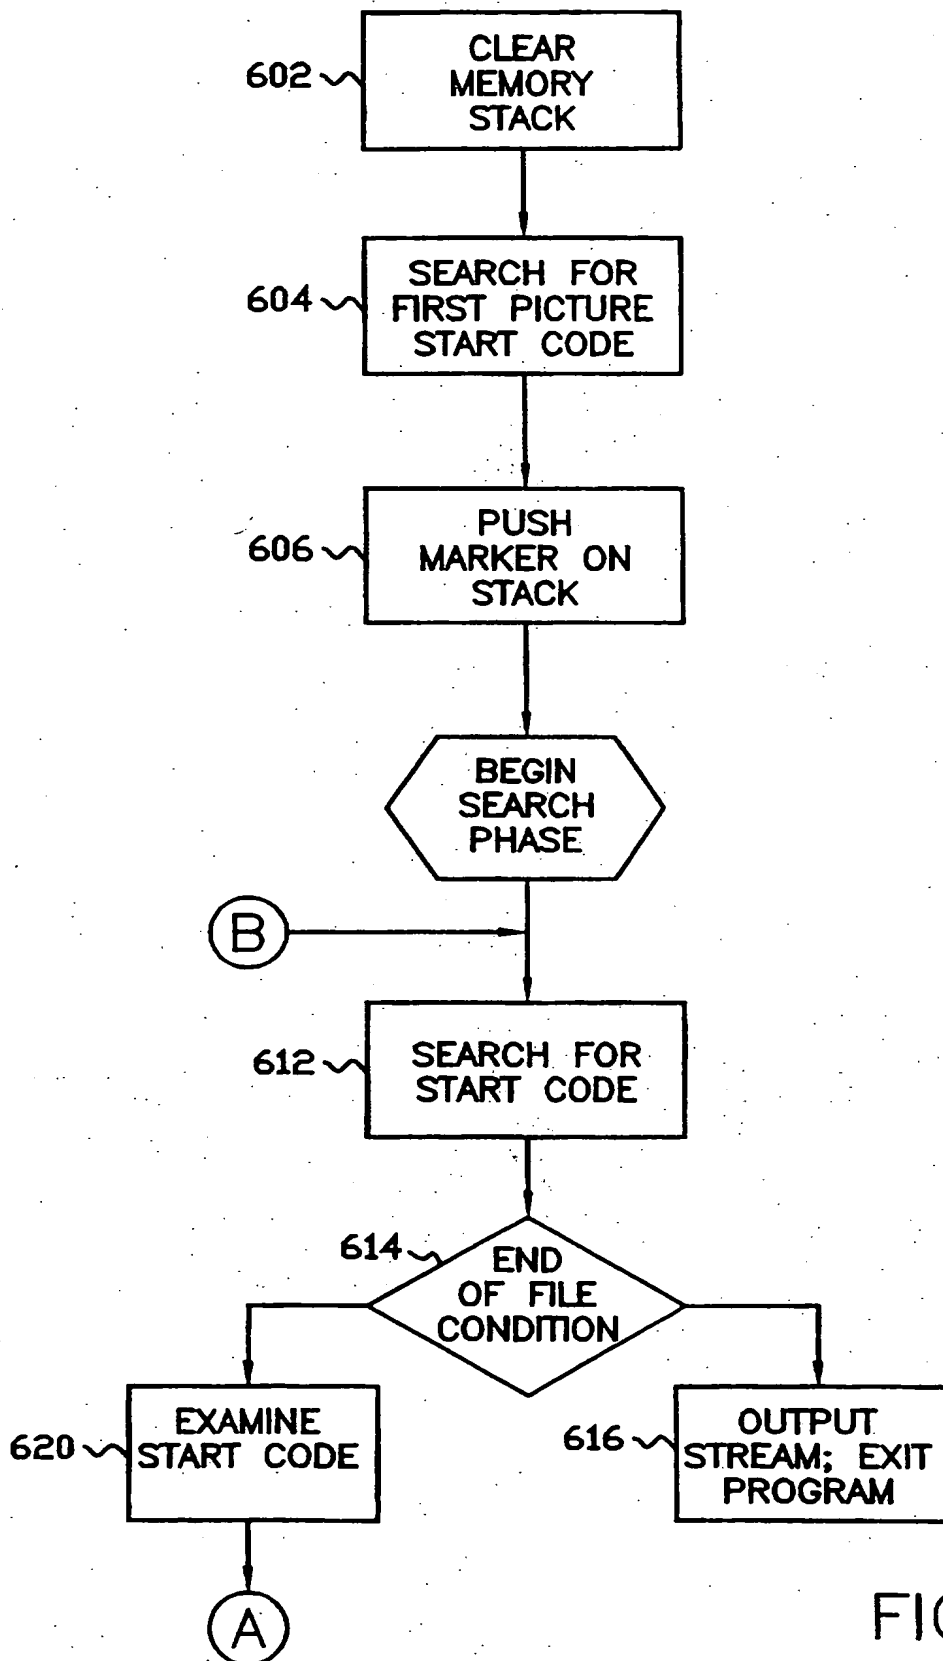 CLEAR
MEMORY
STACK
602
SEARCH FOR
FIRST PICTURE
START CODE
604
PUSH
MARKER ON
STACK
606
BEGIN
SEARCH
PHASE
B
SEARCH FOR
START CODE
612
614
END
OF FILE
CONDITION
EXAMINE
START CODE
620
616
OUTPUT
STREAM; EXIT
PROGRAM
A